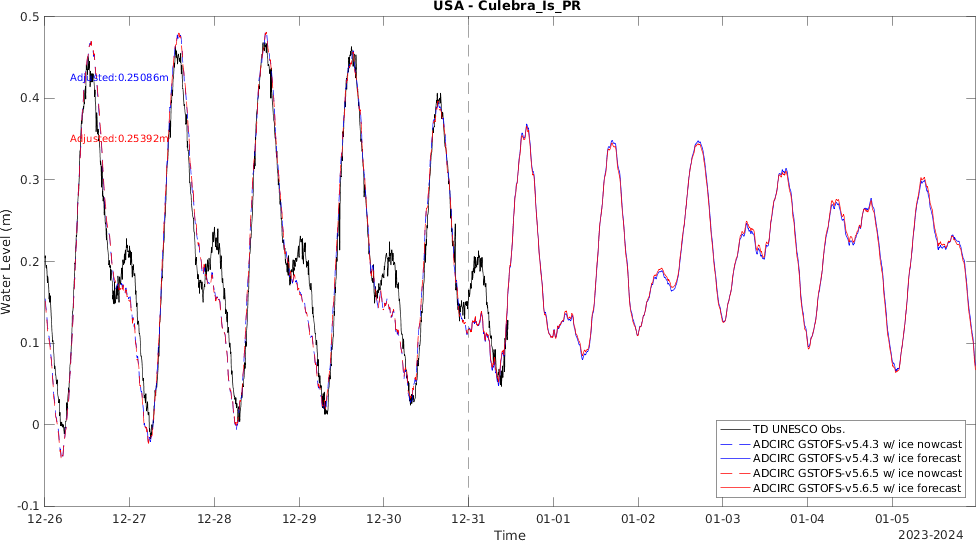 USA - Culebra_Is_PR
0.5
0.4
0.3
0.2
0.1
0
-0.1
Water Level (m)
Adjusted:0.25086m
Adjusted:0.25392m
TD UNESCO Obs.
ADCIRC GSTOFS-v5.4.3 w/ ice nowcast
ADCIRC GSTOFS-v5.4.3 w/ ice forecast
ADCIRC GSTOFS-v5.6.5 w/ ice nowcast
ADCIRC GSTOFS-v5.6.5 w/ ice forecast
12-26 12-27 12-28 12-29 12-30 12-31 01-01 01-02 01-03 01-04 01-05
Time
2023-2024